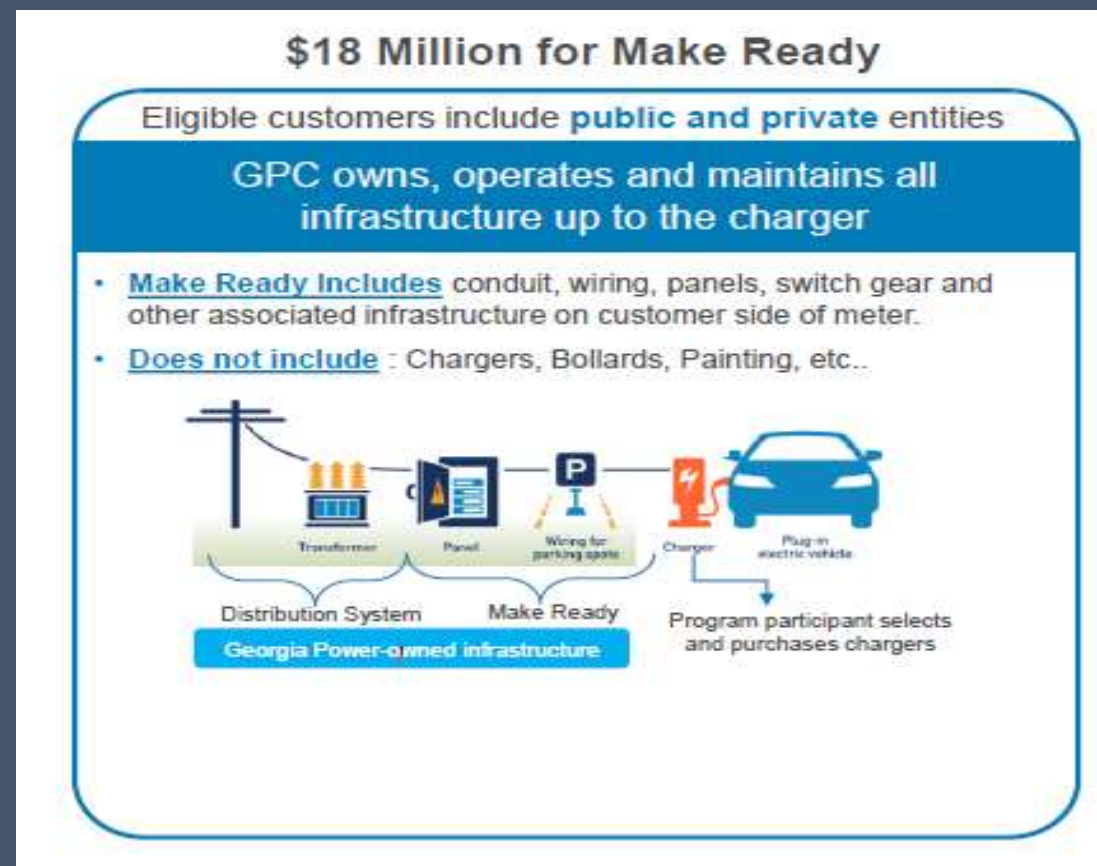 $18 Million for Make Ready
Eligible customers include public and private entities
GPC owns, operates and maintains all
infrastructure up to the charger
• Make Ready Includes conduit, wiring, panels, switch gear and
other associated infrastructure on customer side of meter.
• Does not include : Chargers, Bollards, Painting, etc..
P
Transformer
Panel
Wiring for
parking spots
Charger
Plug-in
electric vehicle
Distribution System
Make Ready
Georgia Power-owned infrastructure
Program participant selects
and purchases chargers